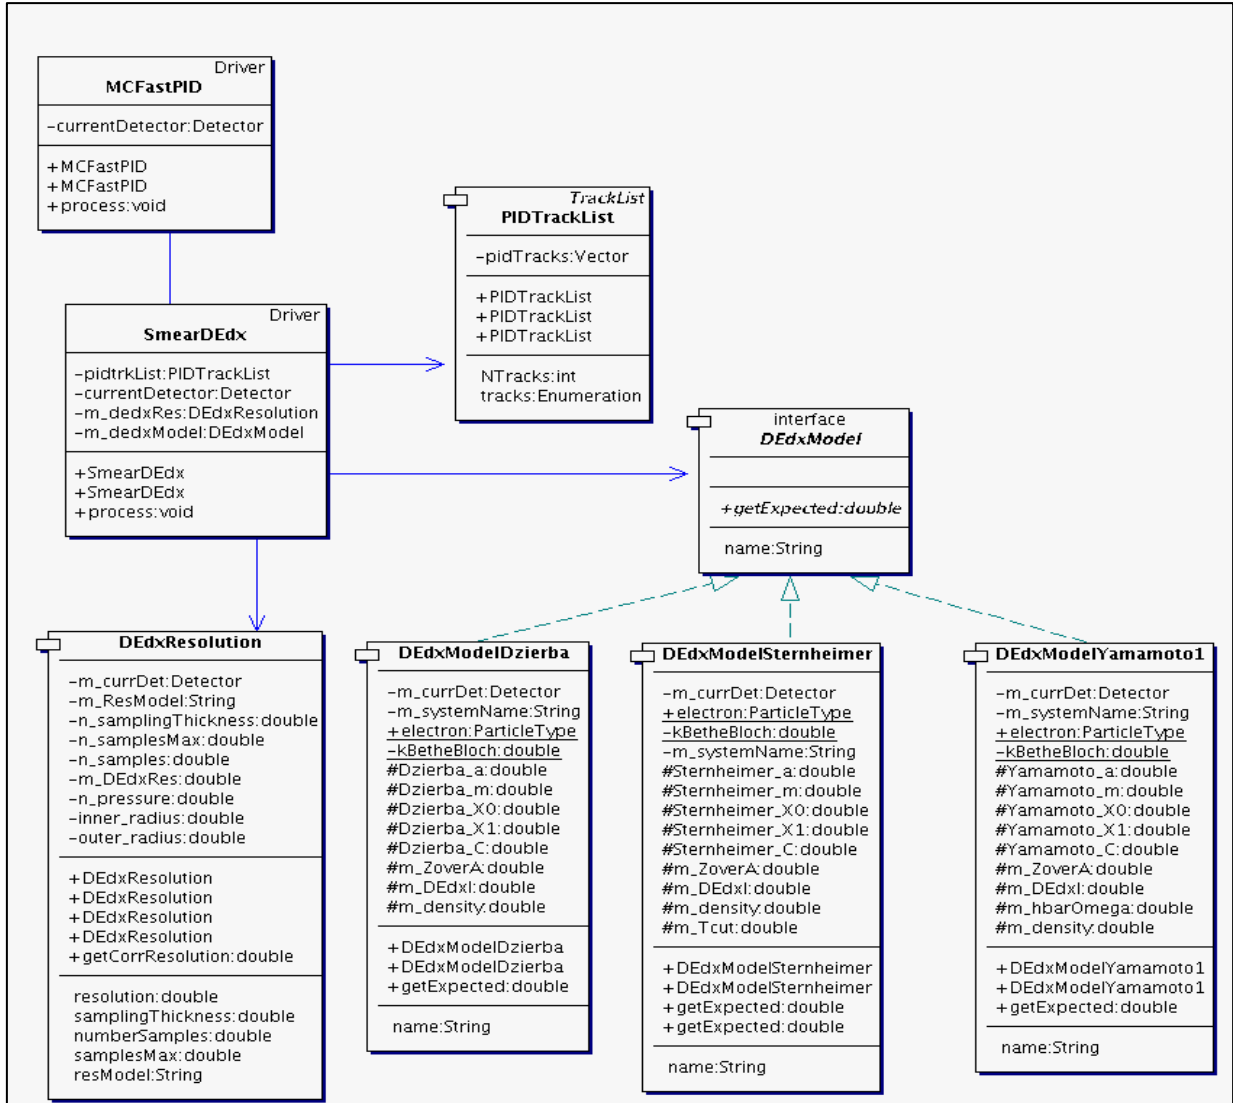 Driver
MCFastPID
-currentDetector:Detector
+MCFastPID
+MCFastPID
+process:void
TrackList
PIDTrackList
-pidTracks:Vector
+PIDTrackList
+PIDTrackList
+PIDTrackList
NTracks:int
tracks:Enumeration
Driver
SmearDEdx
-pidtrkList:PIDTrackList
-currentDetector:Detector
-m_dedxRes:DEdxResolution
-m_dedxModel:DEdxModel
+SmearDEdx
+SmearDEdx
+process:void
interface
DEdxModel
+getExpected:double
name:String
DEdxResolution
-m_currDet:Detector
-m_ResModel:String
-n_samplingThickness:double
-n_samplesMax:double
-n_samples:double
-m_DEdxRes:double
-n_pressure:double
-inner_radius:double
-outer_radius:double
+DEdxResolution
+DEdxResolution
+DEdxResolution
+DEdxResolution
+getCorrResolution:double
resolution:double
samplingThickness:double
numberSamples:double
samplesMax:double
resModel:String
DEdxModelDzierba
-m_currDet:Detector
-m_systemName:String
+electron:ParticleType
-kBetheBloch:double
#Dzierba_a:double
#Dzierba_m:double
#Dzierba_X0:double
#Dzierba_X1:double
#Dzierba_C:double
#m_ZoverA:double
#m_DEdxI:double
#m_density:double
+DEdxModelDzierba
+DEdxModelDzierba
+getExpected:double
name:String
DEdxModelSternheimer
-m_currDet:Detector
+electron:ParticleType
-kBetheBloch:double
-m_systemName:String
#Sternheimer_a:double
#Sternheimer_m:double
#Sternheimer_X0:double
#Sternheimer_X1:double
#Sternheimer_C:double
#m_ZoverA:double
#m_DEdxI:double
#m_density:double
#m_Tcut:double
+DEdxModelSternheimer
+DEdxModelSternheimer
+getExpected:double
+getExpected:double
name:String
DEdxModelYamamoto1
-m_currDet:Detector
-m_systemName:String
+electron:ParticleType
-kBetheBloch:double
#Yamamoto_a:double
#Yamamoto_m:double
#Yamamoto_X0:double
#Yamamoto_X1:double
#Yamamoto_C:double
#m_ZoverA:double
#m_DEdxI:double
#m_hbarOmega:double
#m_density:double
+DEdxModelYamamoto1
+DEdxModelYamamoto1
+getExpected:double
name:String